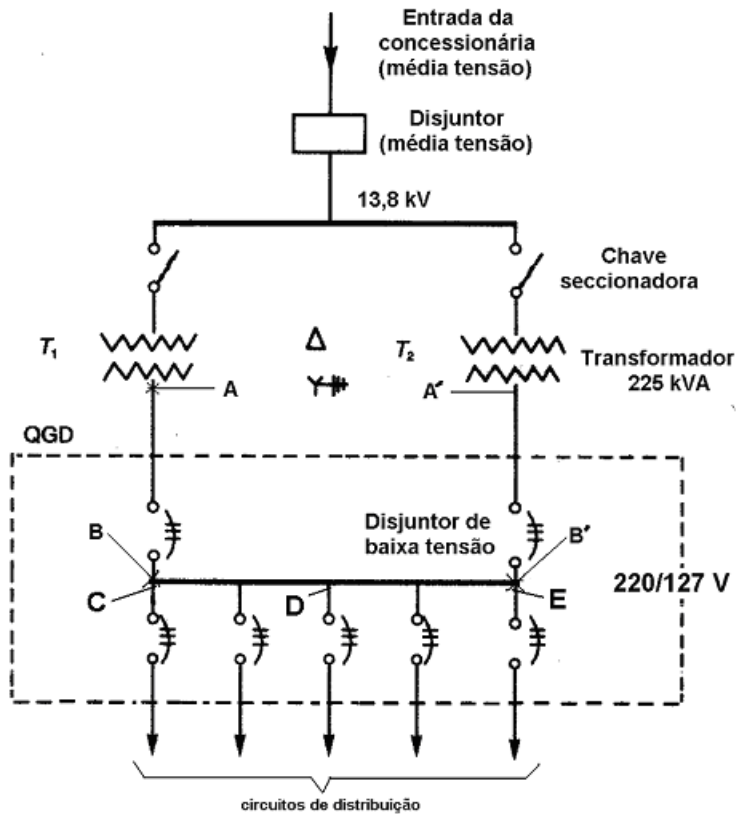 Entrada da
concessionária
(média tensão)
Disjuntor
(média tensão)
13,8 kV
Chave
seccionadora
T1
Δ
T2
Transformador
225 kVA
A
A´
QGD
Disjuntor de
baixa tensão
B
B´
220/127 V
C
D
E
circuitos de distribuição